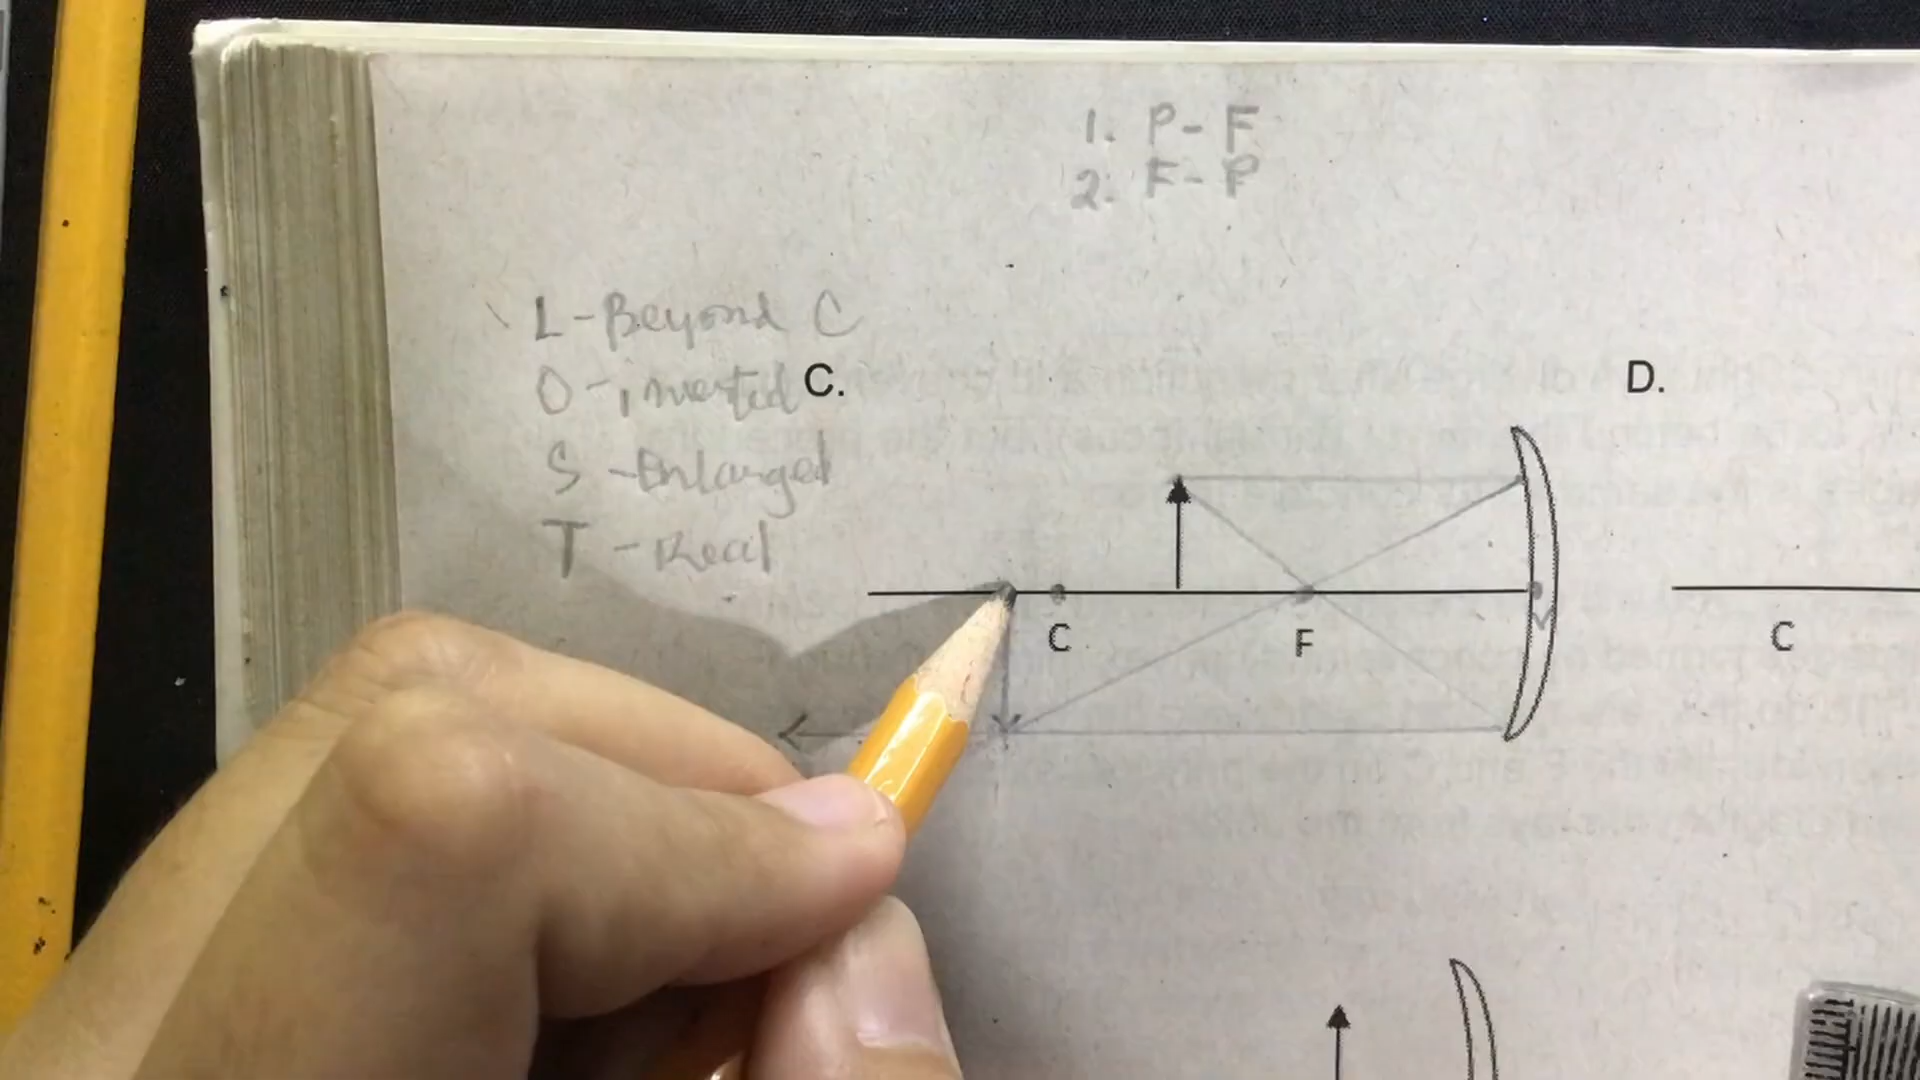 1. P - F
2. F - P
L - Beyond C
O - inverted
S - Enlarged
T - Real
C.
D.
C
F
V
C